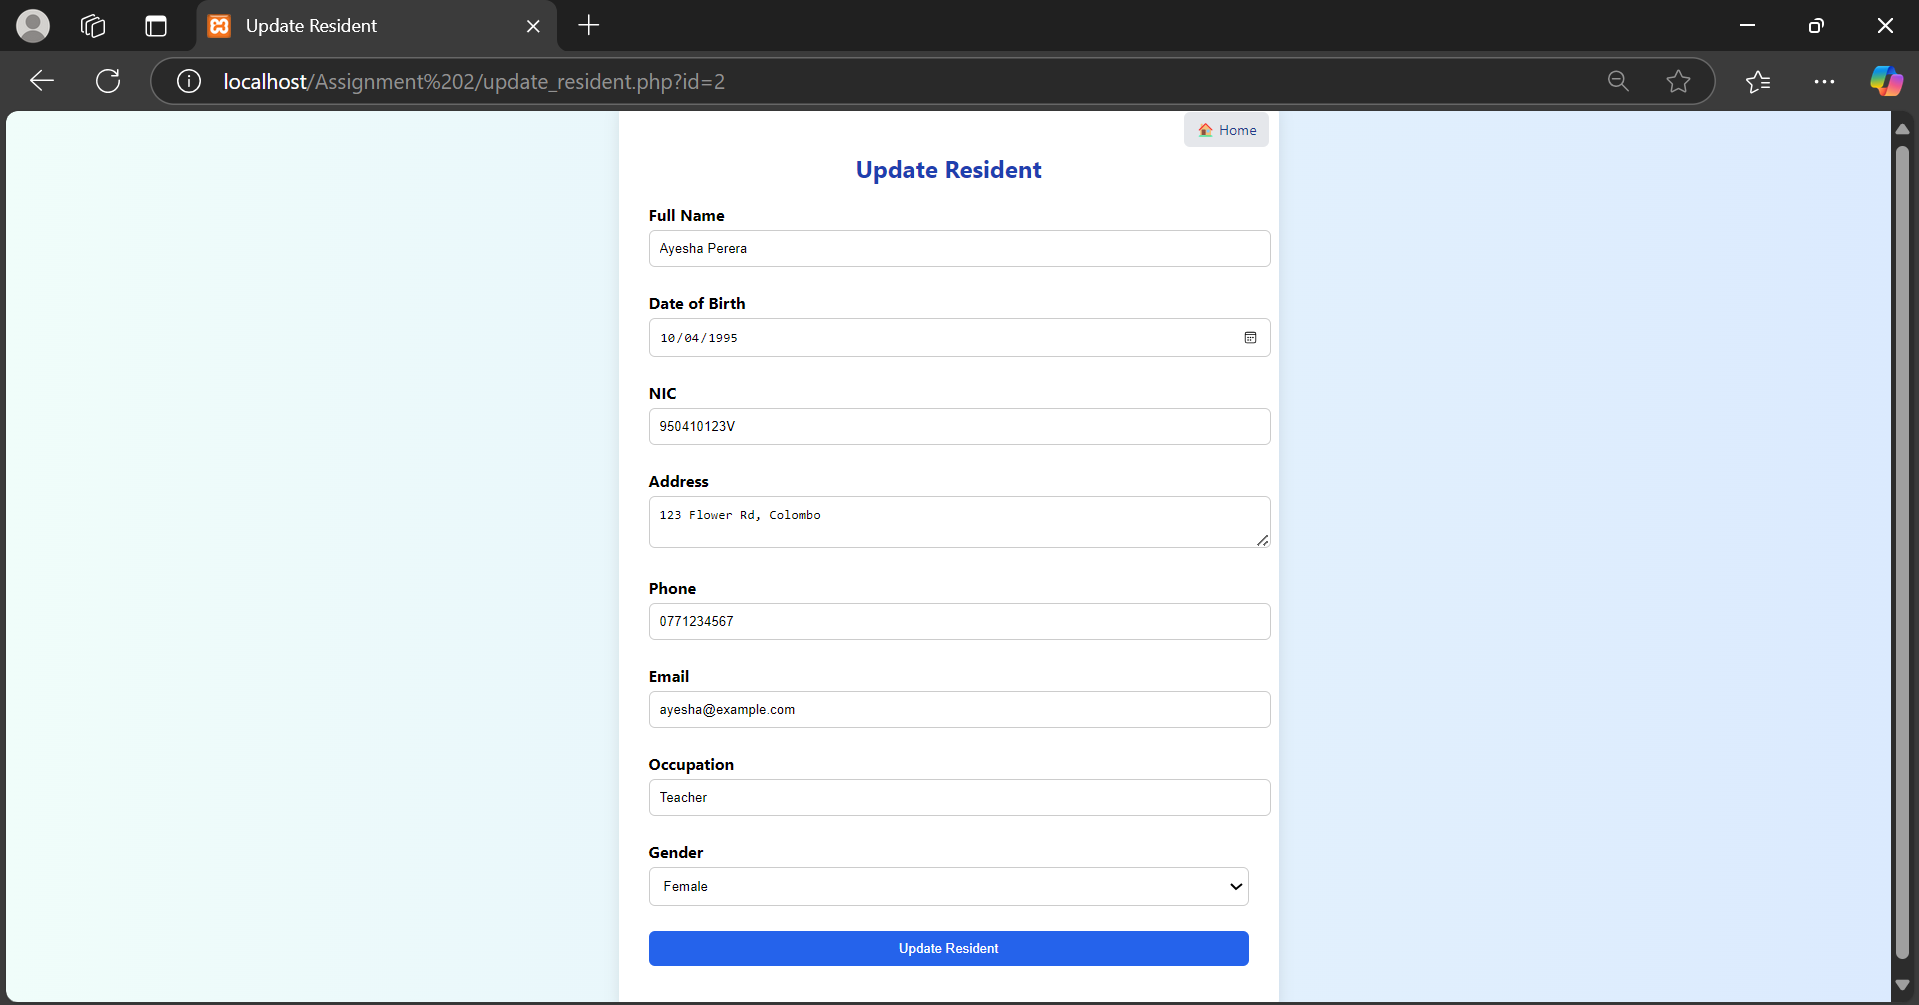 Update Resident
localhost/Assignment%202/update_resident.php?id=2
Home
Update Resident
Full Name
Ayesha Perera
Date of Birth
10/04/1995
NIC
950410123V
Address
123 Flower Rd, Colombo
Phone
0771234567
Email
ayesha@example.com
Occupation
Teacher
Gender
Female
Update Resident